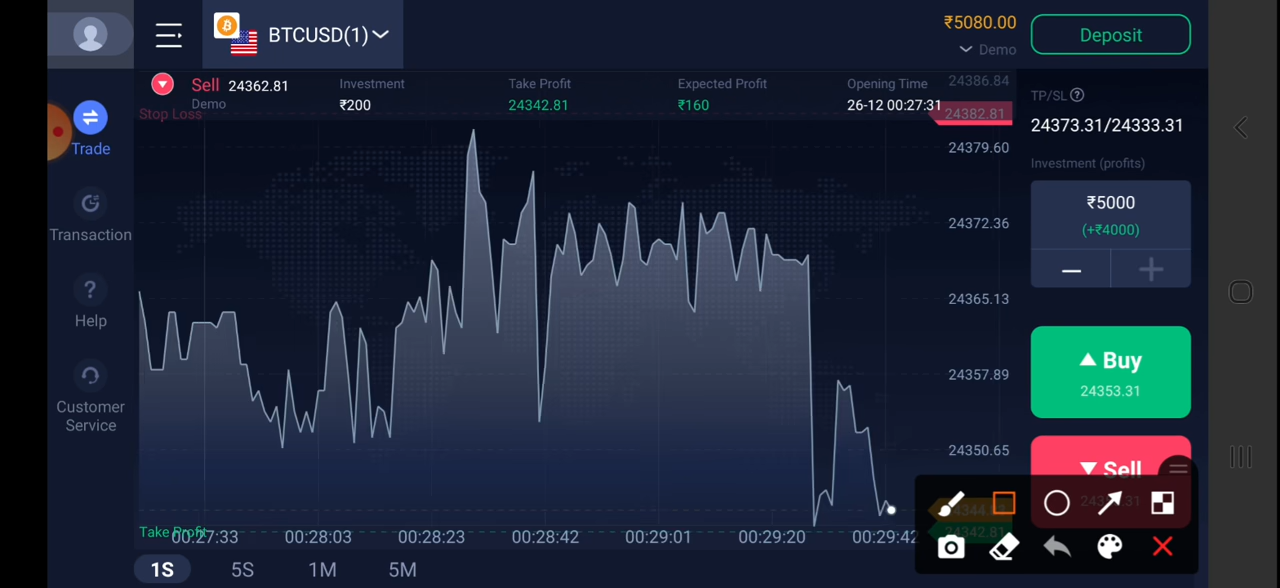 BTCUSD(1)
₹5080.00
Demo
Deposit
Sell 24362.81
Demo
Investment
₹200
Take Profit
24342.81
Expected Profit
₹160
Opening Time
26-12 00:27:31
Stop Loss
24386.84
24382.81
24379.60
24372.36
24365.13
24357.89
24350.65
TP/SL
24373.31/24333.31
Investment (profits)
₹5000
(+₹4000)
Buy
24353.31
Sell
Trade
Transaction
?
Help
Customer
Service
Take Profit
24342.81
00:27:33
00:28:03
00:28:23
00:28:42
00:29:01
00:29:20
00:29:42
1S
5S
1M
5M